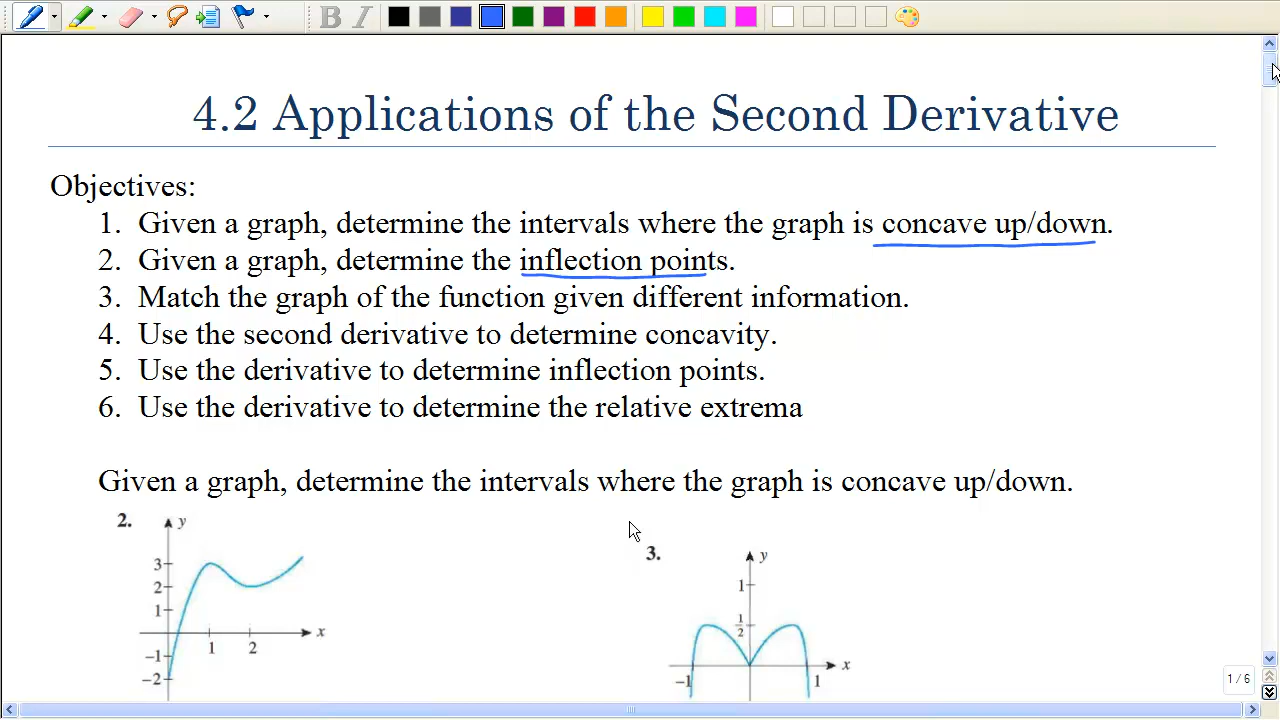 B I
4.2 Applications of the Second Derivative
Objectives:
1. Given a graph, determine the intervals where the graph is concave up/down.
2. Given a graph, determine the inflection points.
3. Match the graph of the function given different information.
4. Use the second derivative to determine concavity.
5. Use the derivative to determine inflection points.
6. Use the derivative to determine the relative extrema
Given a graph, determine the intervals where the graph is concave up/down.
2.
y
3
2
1
x
1 2
-1
-2
3.
y
1
1/2
x
-1 1
1 / 6